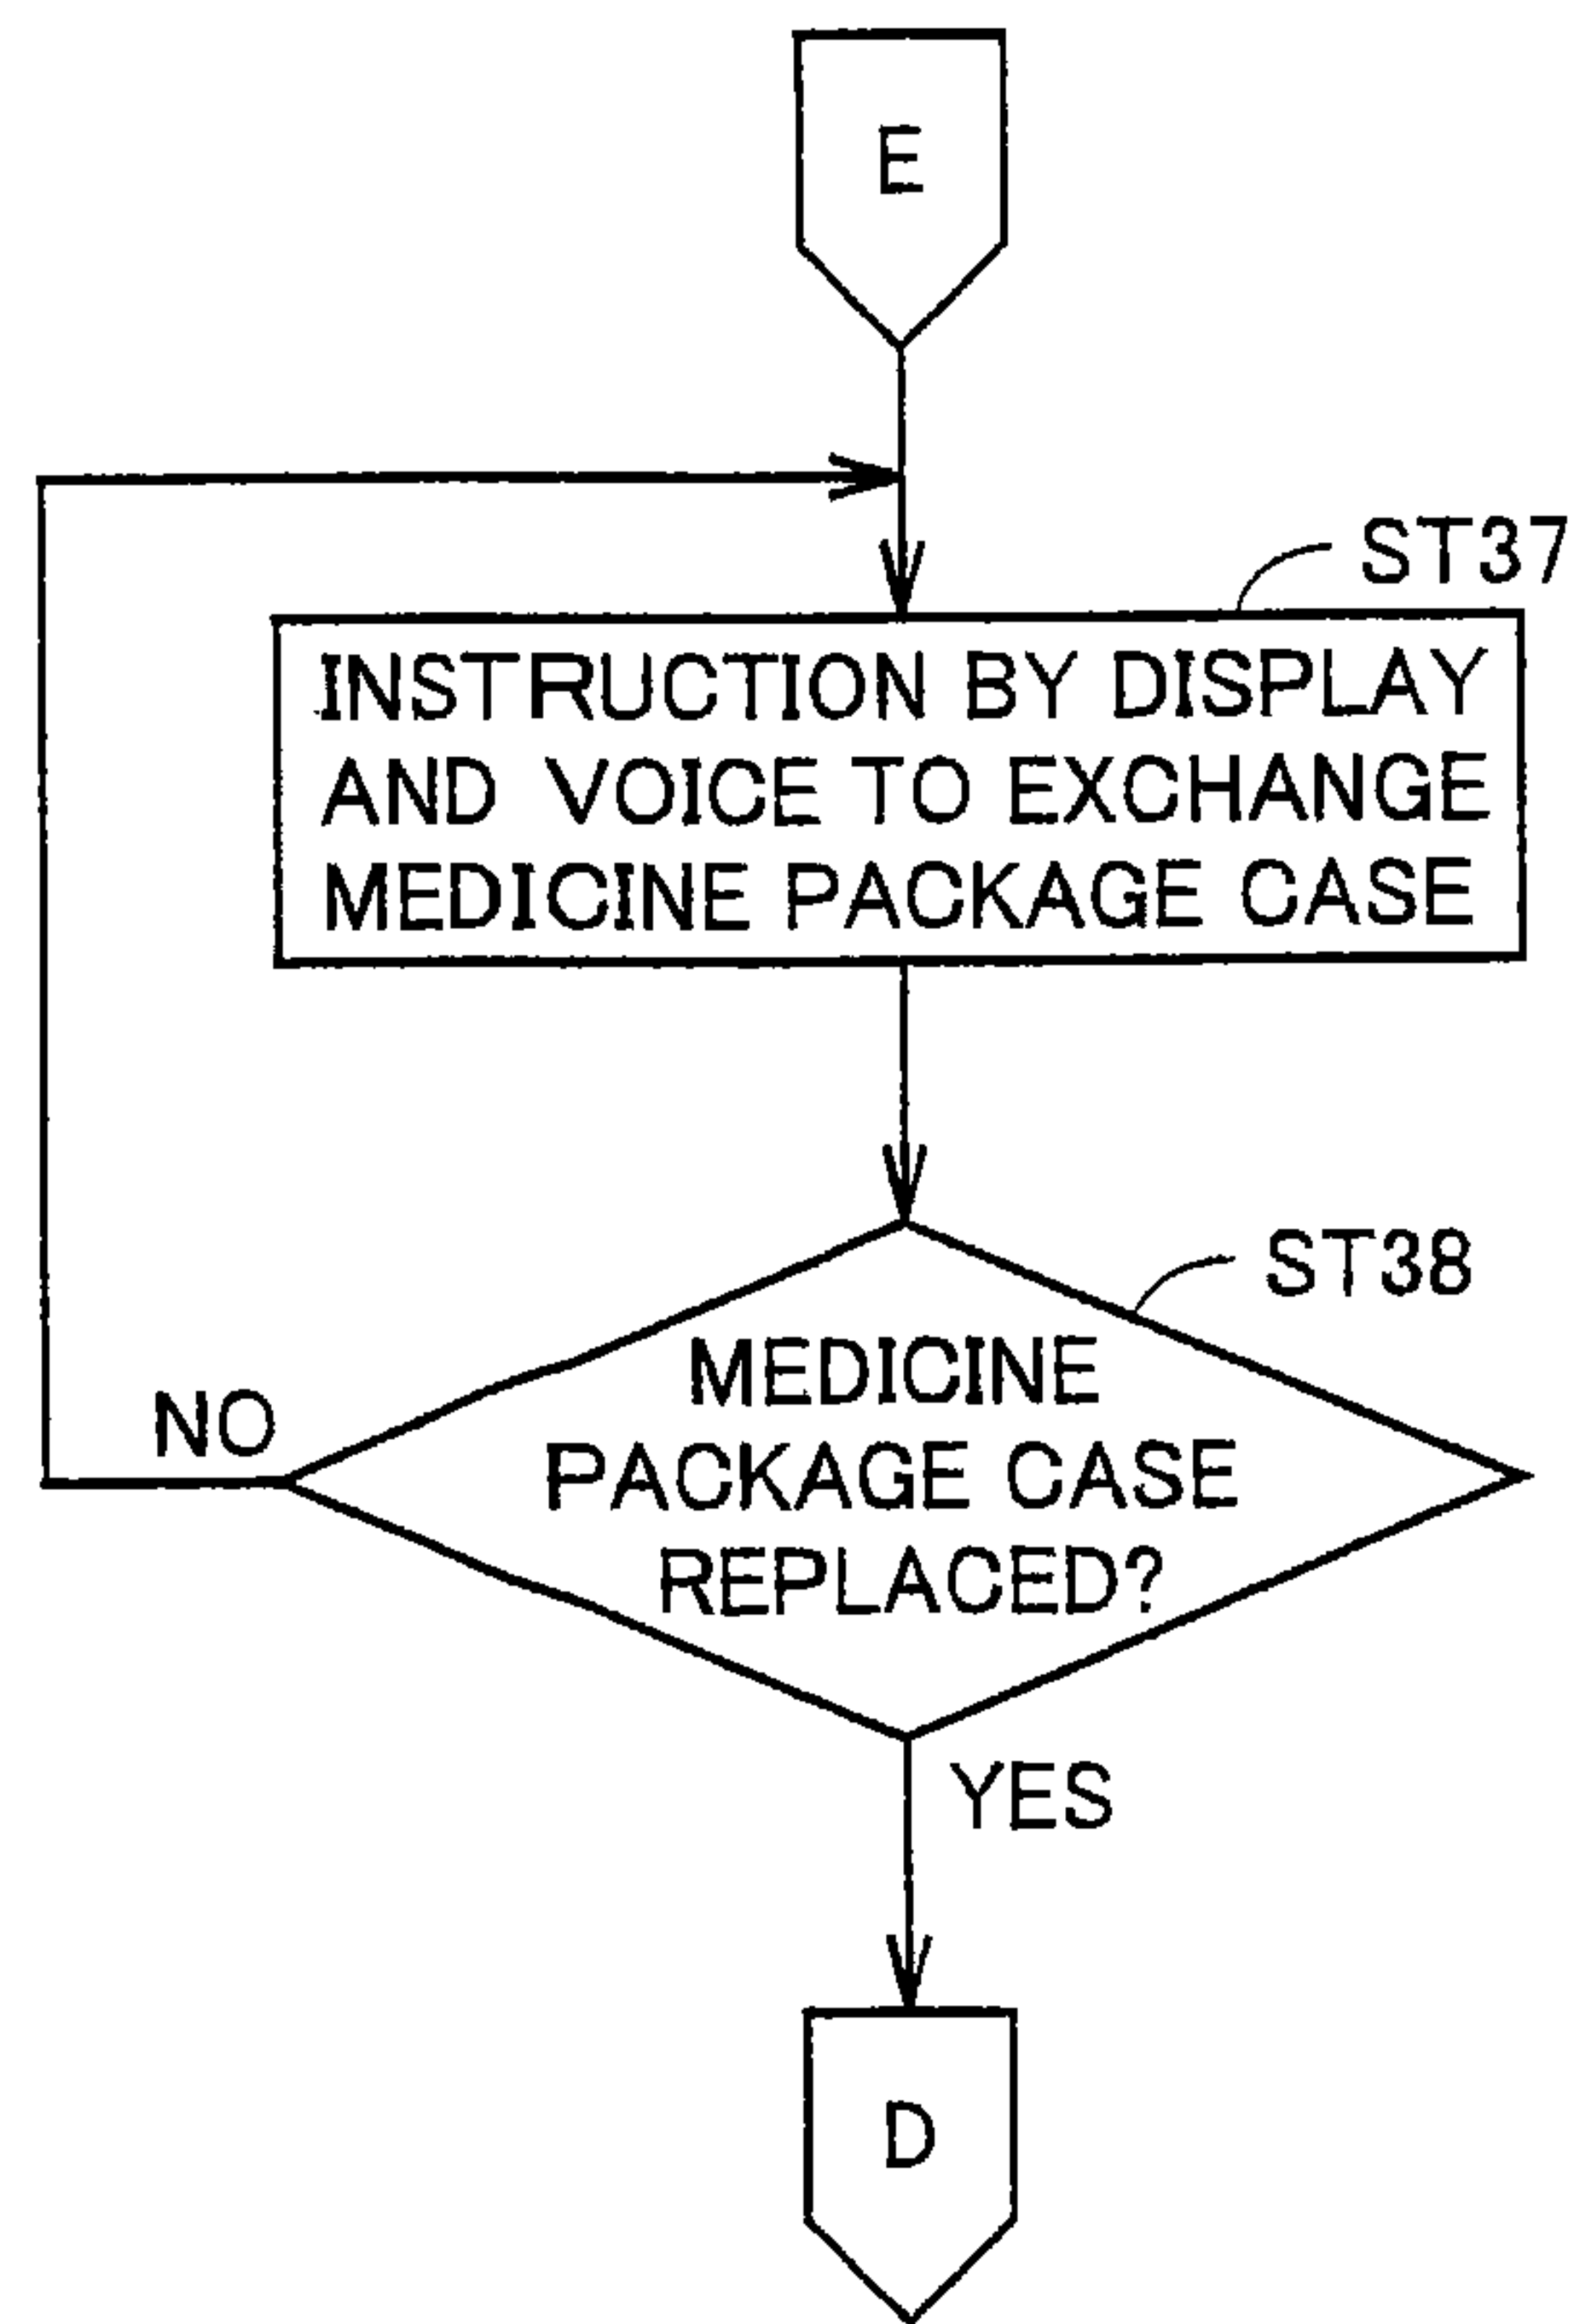 E
ST37
INSTRUCTION BY DISPLAY
AND VOICE TO EXCHANGE
MEDICINE PACKAGE CASE
ST38
MEDICINE
PACKAGE CASE
REPLACED?
NO
YES
D